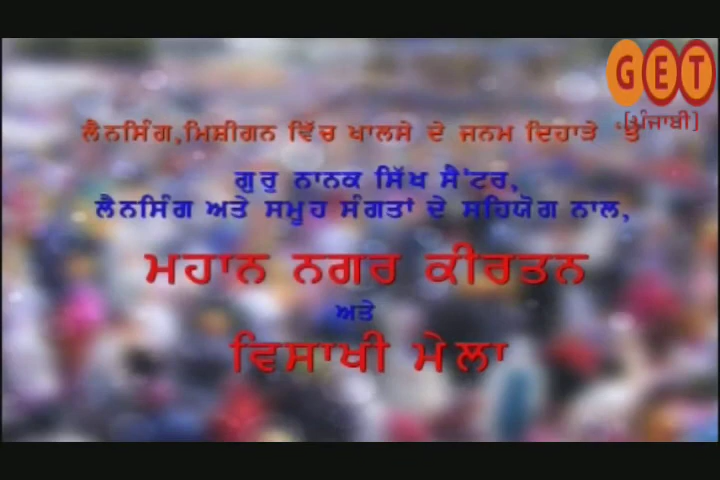 GET
[ਪੰਜਾਬੀ]
ਲੈਨਸਿੰਗ,ਮਿਸ਼ੀਗਨ ਵਿੱਚ ਖਾਲਸੇ ਦੇ ਜਨਮ ਦਿਹਾੜੇ 'ਤੇ
ਗੁਰੁ ਨਾਨਕ ਸਿੱਖ ਸੈਂਟਰ,
ਲੈਨਸਿੰਗ ਅਤੇ ਸਮੂਹ ਸੰਗਤਾਂ ਦੇ ਸਹਿਯੋਗ ਨਾਲ,
ਮਹਾਨ ਨਗਰ ਕੀਰਤਨ
ਅਤੇ
ਵਿਸਾਖੀ ਮੇਲਾ